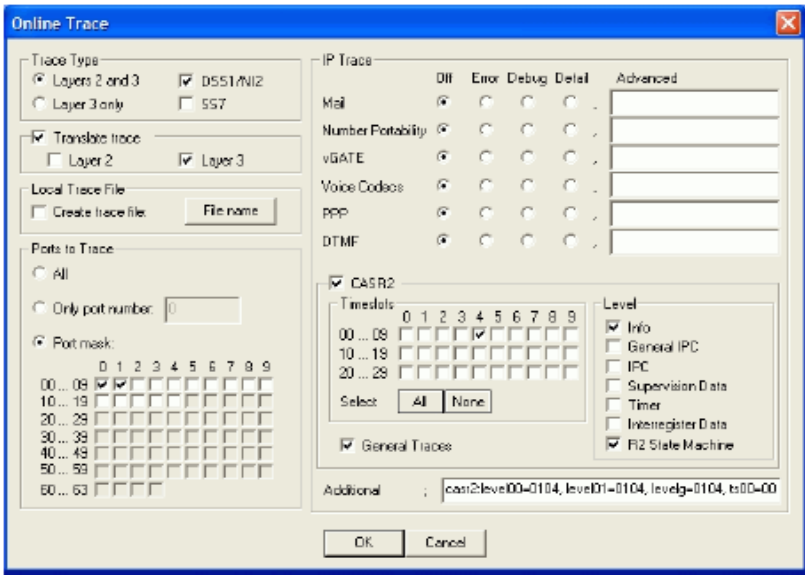 Online Trace
Trace Type
Layers 2 and 3
DSS1/NI2
Layer 3 only
SS7
Translate trace
Layer 2
Layer 3
Local Trace File
Create trace file:
File name
Ports to Trace
All
Only port number:
0
Port mask:
0 1 2 3 4 5 6 7 8 9
00 ... 09
10 ... 19
20 ... 29
30 ... 39
40 ... 49
50 ... 59
60 ... 63
IP Trace
Off Error Debug Detail Advanced
Mail ,
Number Portability ,
vGATE ,
Voice Codecs ,
PPP ,
DTMF ,
CASR2
Timeslots
0 1 2 3 4 5 6 7 8 9
00 ... 09
10 ... 19
20 ... 29
Select All None
General Traces
Level
Info
General IPC
IPC
Supervision Data
Timer
Interregister Data
R2 State Machine
Additional ; casr2:level00=0104, level01=0104, levelg=0104, ts00=00
OK Cancel